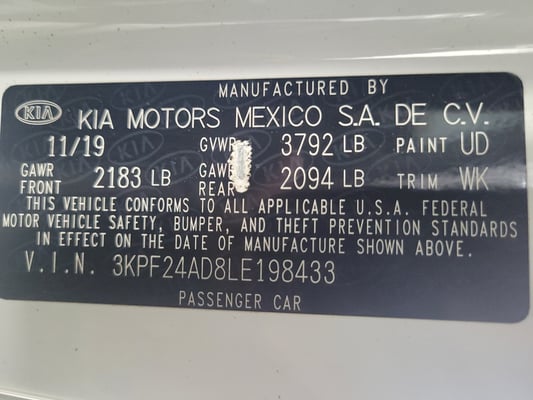 MANUFACTURED BY
KIA KIA MOTORS MEXICO S.A. DE C.V.
11/19 GVWR 3792 LB PAINT UD
GAWR FRONT 2183 LB GAWR REAR 2094 LB TRIM WK
THIS VEHICLE CONFORMS TO ALL APPLICABLE U.S.A. FEDERAL
MOTOR VEHICLE SAFETY, BUMPER, AND THEFT PREVENTION STANDARDS
IN EFFECT ON THE DATE OF MANUFACTURE SHOWN ABOVE.
V.I.N. 3KPF24AD8LE198433
PASSENGER CAR